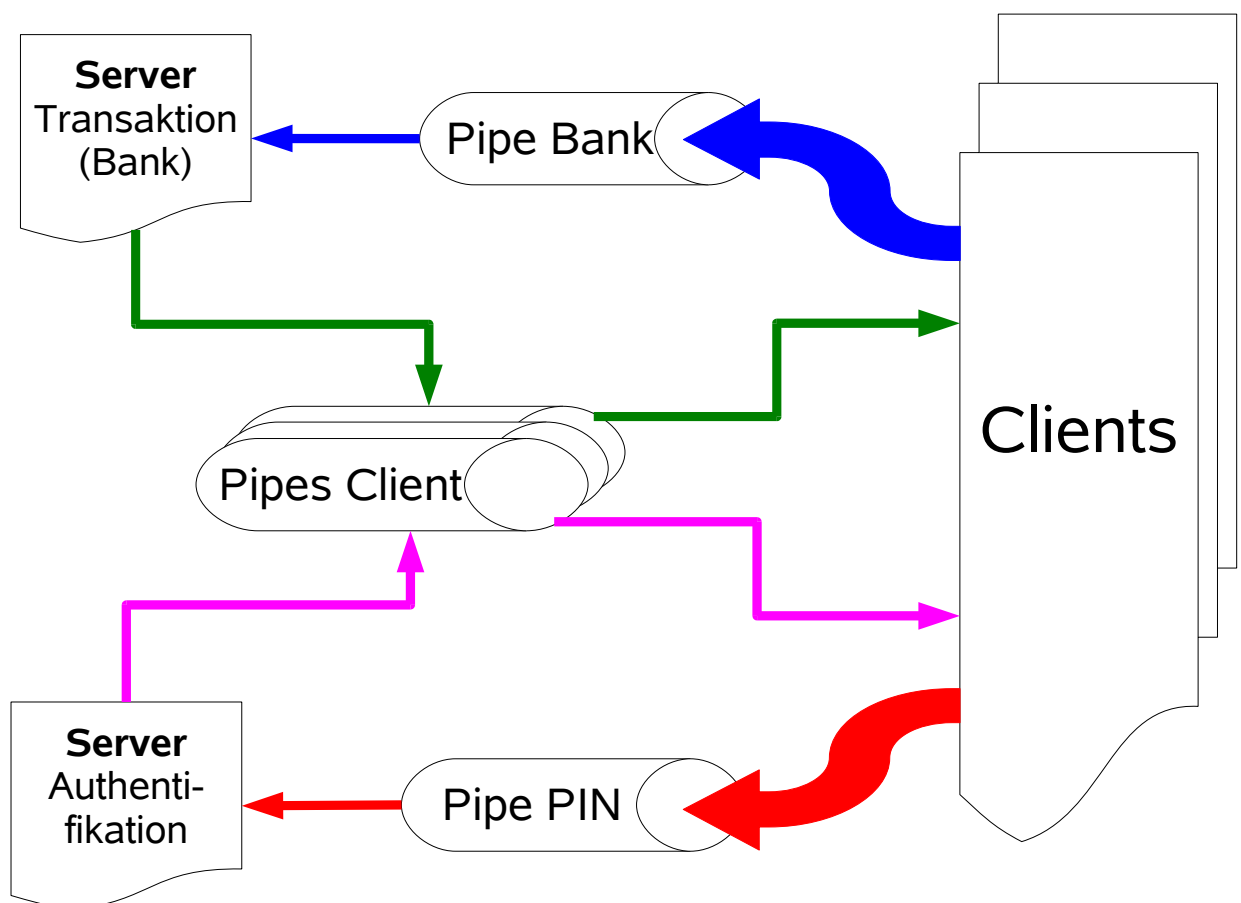 Server
Transaktion
(Bank)
Pipe Bank
Clients
Pipes Client
Server
Authenti-
fikation
Pipe PIN